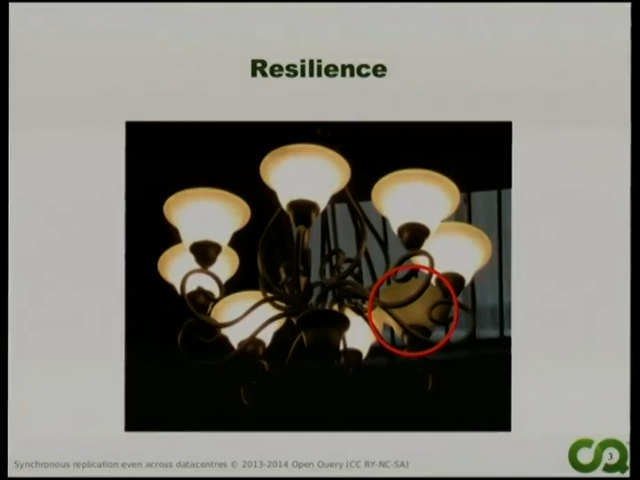 Resilience
Synchronous replication even across datacentres © 2013-2014 Open Query (CC BY-NC-SA)
3